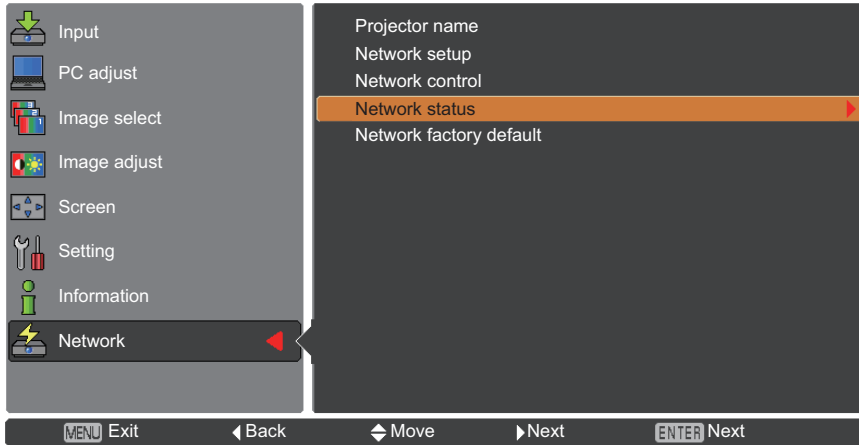 Input
PC adjust
Image select
Image adjust
Screen
Setting
Information
Network
Projector name
Network setup
Network control
Network status
Network factory default
MENU Exit Back Move Next ENTER Next